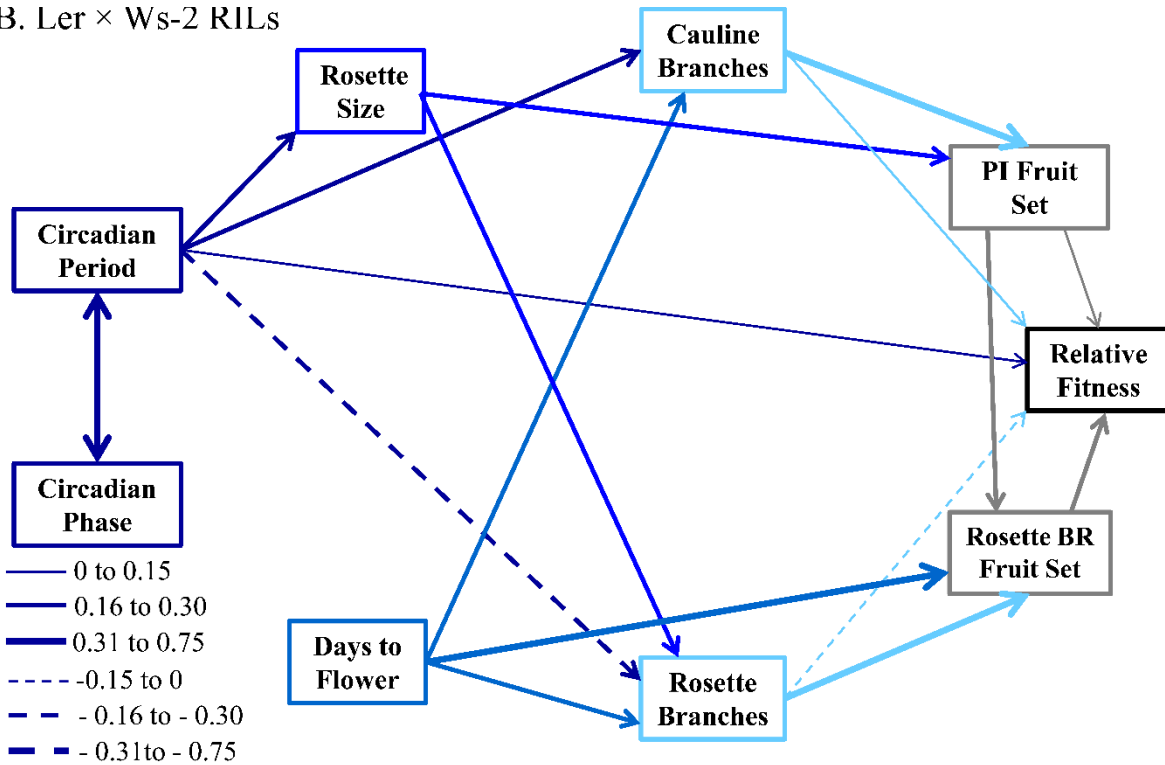 B. Ler × Ws-2 RILs
Rosette
Size
Cauline
Branches
PI Fruit
Set
Circadian
Period
Relative
Fitness
Circadian
Phase
Rosette BR
Fruit Set
Days to
Flower
Rosette
Branches
0 to 0.15
0.16 to 0.30
0.31 to 0.75
-0.15 to 0
- 0.16 to - 0.30
- 0.31to - 0.75